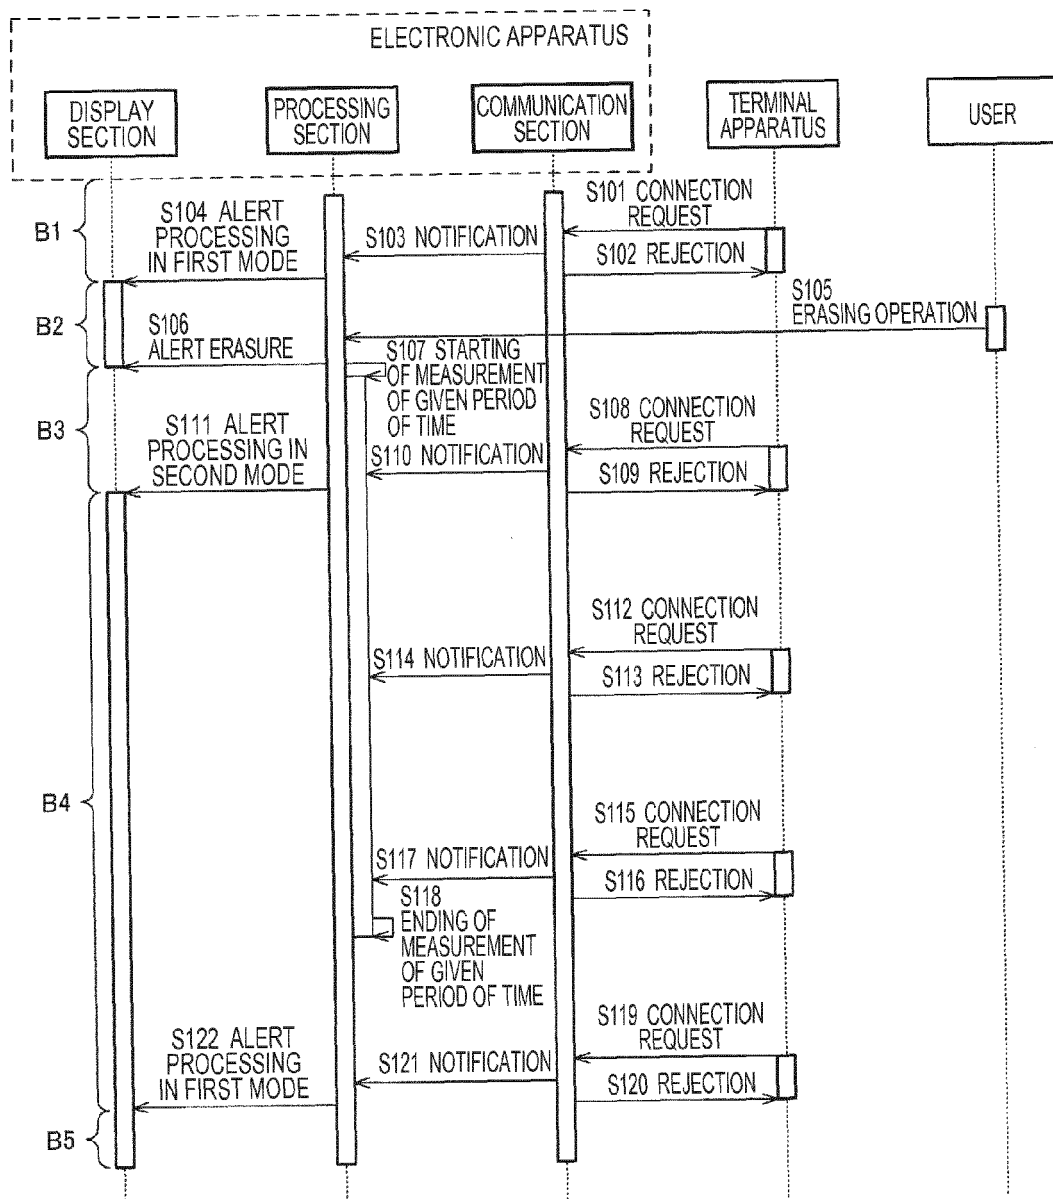 ELECTRONIC APPARATUS
DISPLAY
SECTION
PROCESSING
SECTION
COMMUNICATION
SECTION
TERMINAL
APPARATUS
USER
B1
S104 ALERT
PROCESSING
IN FIRST MODE
S103 NOTIFICATION
S101 CONNECTION
REQUEST
S102 REJECTION
S105
ERASING OPERATION
B2
S106
ALERT ERASURE
S107 STARTING
OF MEASUREMENT
OF GIVEN PERIOD
OF TIME
B3
S111 ALERT
PROCESSING IN
SECOND MODE
S110 NOTIFICATION
S108 CONNECTION
REQUEST
S109 REJECTION
S112 CONNECTION
REQUEST
S114 NOTIFICATION
S113 REJECTION
B4
S115 CONNECTION
REQUEST
S117 NOTIFICATION
S116 REJECTION
S118
ENDING OF
MEASUREMENT
OF GIVEN
PERIOD OF TIME
S119 CONNECTION
REQUEST
S122 ALERT
PROCESSING
IN FIRST MODE
S121 NOTIFICATION
S120 REJECTION
B5